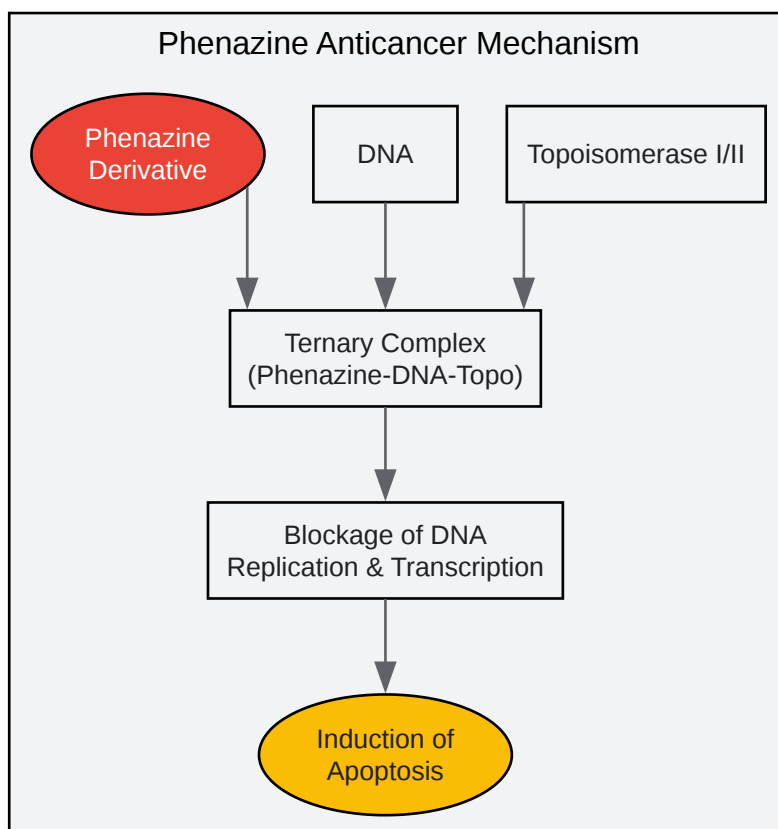 Phenazine Anticancer Mechanism
Phenazine
Derivative
DNA
Topoisomerase I/II
Ternary Complex
(Phenazine-DNA-Topo)
Blockage of DNA
Replication & Transcription
Induction of
Apoptosis